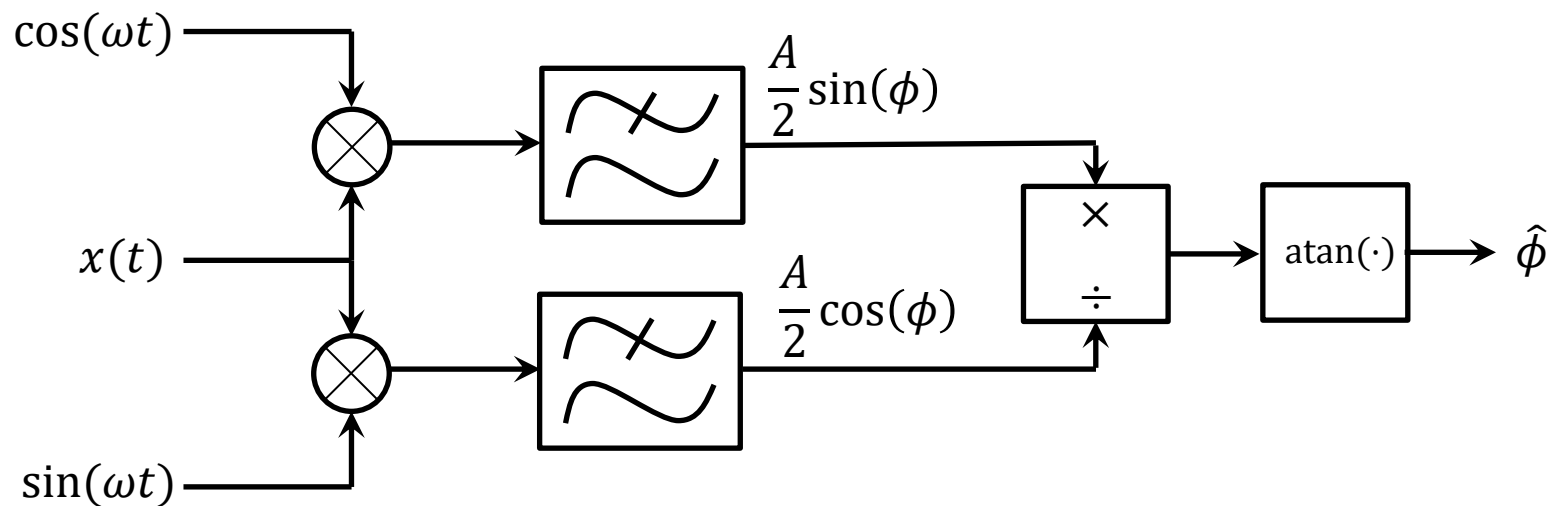 cos(ωt)
A/2 sin(ϕ)
x(t)
×
÷
atan(·)
ϕ̂
A/2 cos(ϕ)
sin(ωt)